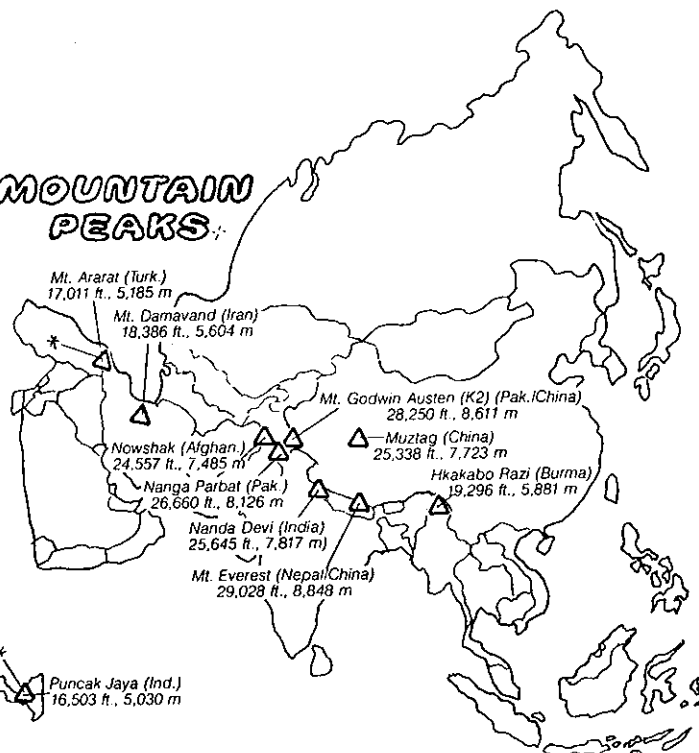 MOUNTAIN
PEAKS
Mt. Ararat (Turk.)
17,011 ft., 5,185 m
Mt. Damavand (Iran)
18,386 ft., 5,604 m
*
Mt. Godwin Austen (K2) (Pak./China)
28,250 ft., 8,611 m
Nowshak (Afghan.)
24,557 ft., 7,485 m
Muztag (China)
25,338 ft., 7,723 m
Nanga Parbat (Pak.)
26,660 ft., 8,126 m
Hkakabo Razi (Burma)
19,296 ft., 5,881 m
Nanda Devi (India)
25,645 ft., 7,817 m)
Mt. Everest (Nepal/China)
29,028 ft., 8,848 m
*
Puncak Jaya (Ind.)
16,503 ft., 5,030 m